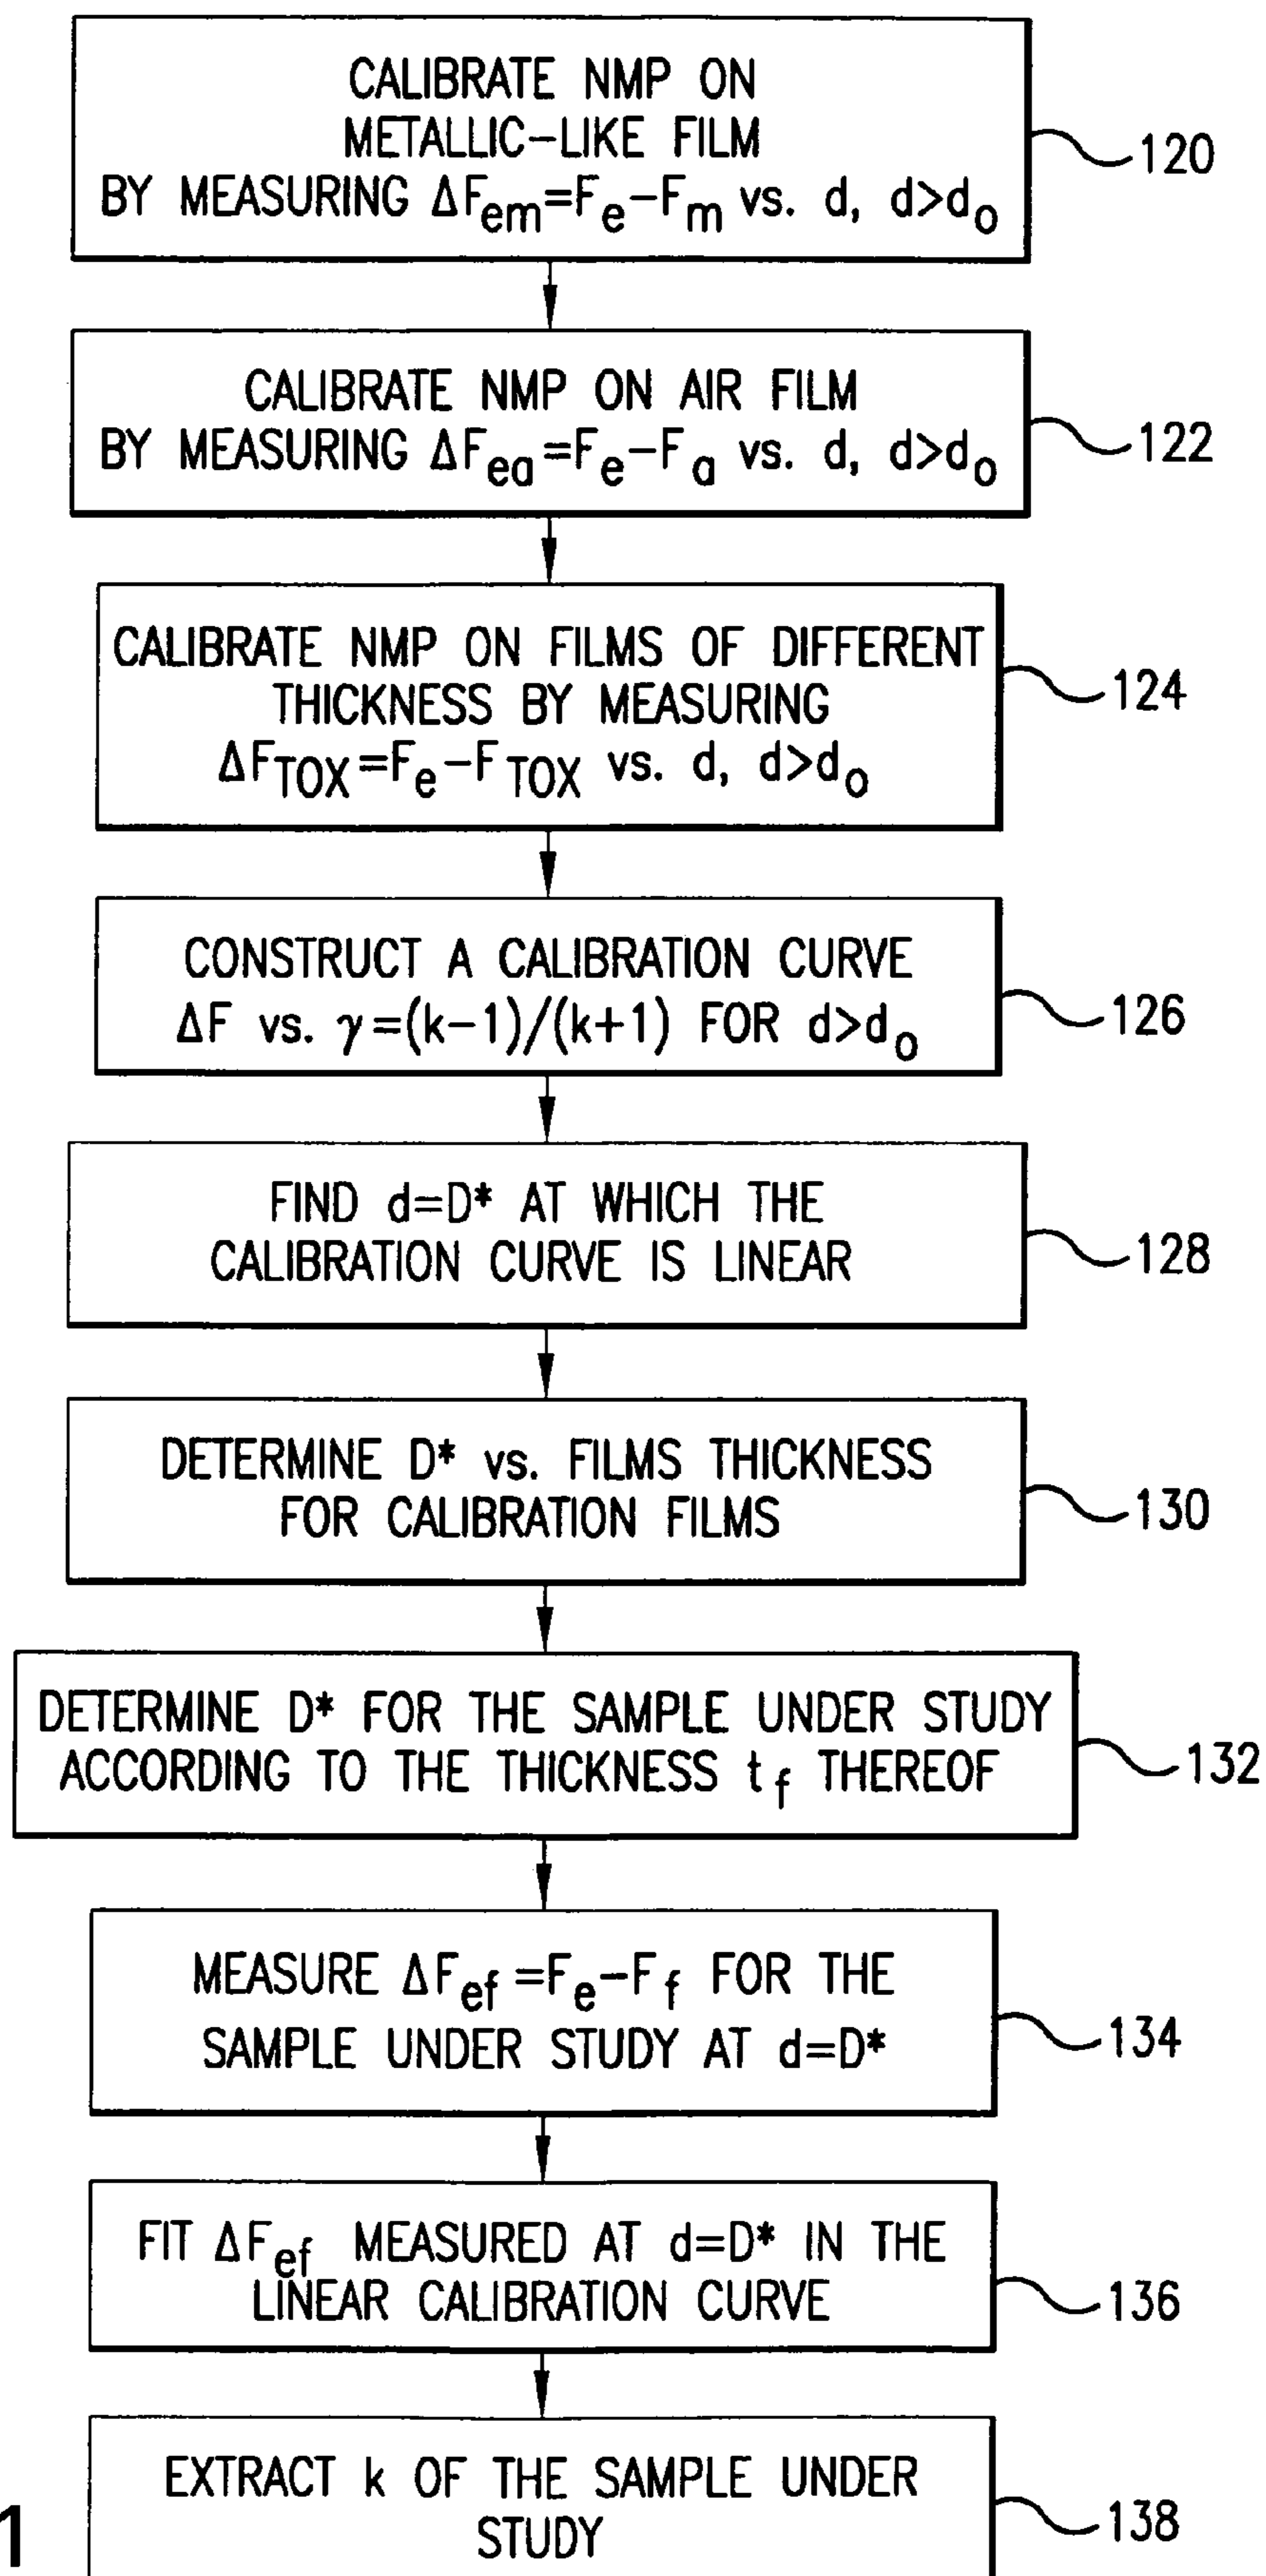 CALIBRATE NMP ON
METALLIC-LIKE FILM
BY MEASURING ΔFem=Fe-Fm vs. d, d>do
120
CALIBRATE NMP ON AIR FILM
BY MEASURING ΔFea=Fe-Fa vs. d, d>do
122
CALIBRATE NMP ON FILMS OF DIFFERENT
THICKNESS BY MEASURING
ΔFTOX=Fe-FTOX vs. d, d>do
124
CONSTRUCT A CALIBRATION CURVE
ΔF vs. γ=(k-1)/(k+1) FOR d>do
126
FIND d=D* AT WHICH THE
CALIBRATION CURVE IS LINEAR
128
DETERMINE D* vs. FILMS THICKNESS
FOR CALIBRATION FILMS
130
DETERMINE D* FOR THE SAMPLE UNDER STUDY
ACCORDING TO THE THICKNESS tf THEREOF
132
MEASURE ΔFef=Fe-Ff FOR THE
SAMPLE UNDER STUDY AT d=D*
134
FIT ΔFef MEASURED AT d=D* IN THE
LINEAR CALIBRATION CURVE
136
EXTRACT k OF THE SAMPLE UNDER
STUDY
138
1